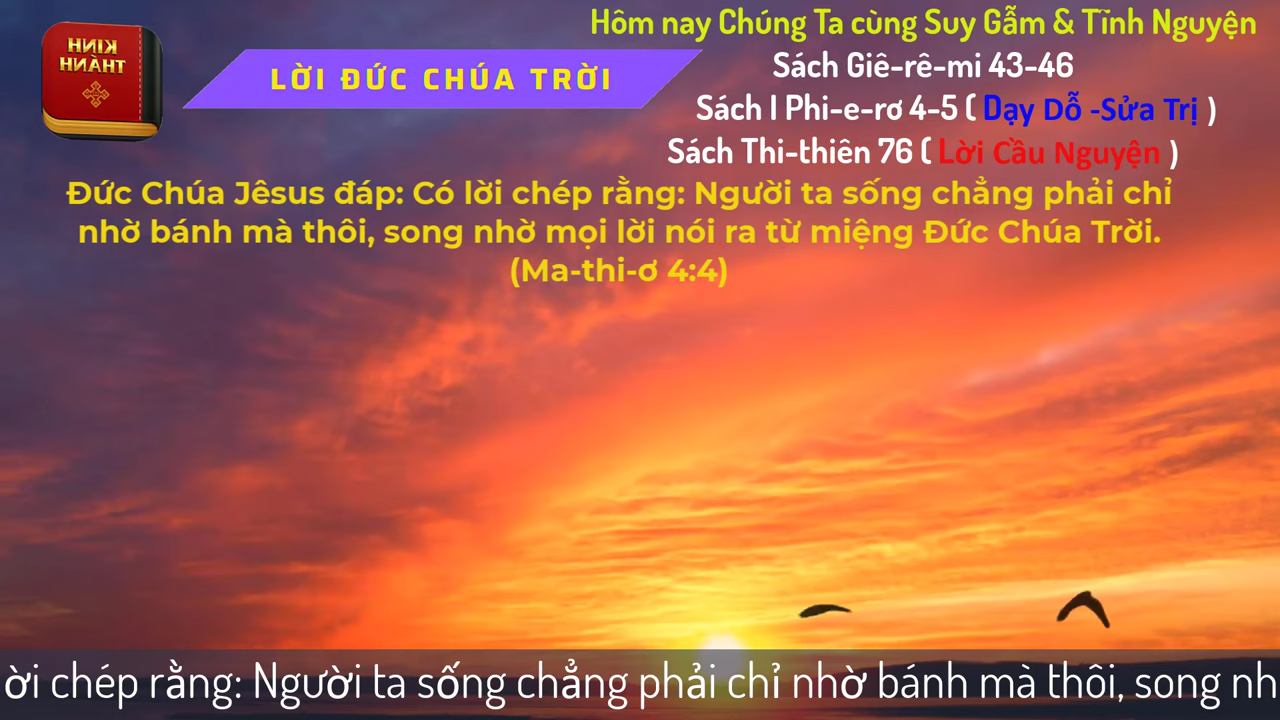 Hôm nay Chúng Ta cùng Suy Gẫm & Tĩnh Nguyện
KINH
THÁNH
LỜI ĐỨC CHÚA TRỜI
Sách Giê-rê-mi 43-46
Sách I Phi-e-rơ 4-5 ( Dạy Dỗ -Sửa Trị )
Sách Thi-thiên 76 ( Lời Cầu Nguyện )
Đức Chúa Jêsus đáp: Có lời chép rằng: Người ta sống chẳng phải chỉ
nhờ bánh mà thôi, song nhờ mọi lời nói ra từ miệng Đức Chúa Trời.
(Ma-thi-ơ 4:4)
ời chép rằng: Người ta sống chẳng phải chỉ nhờ bánh mà thôi, song nh